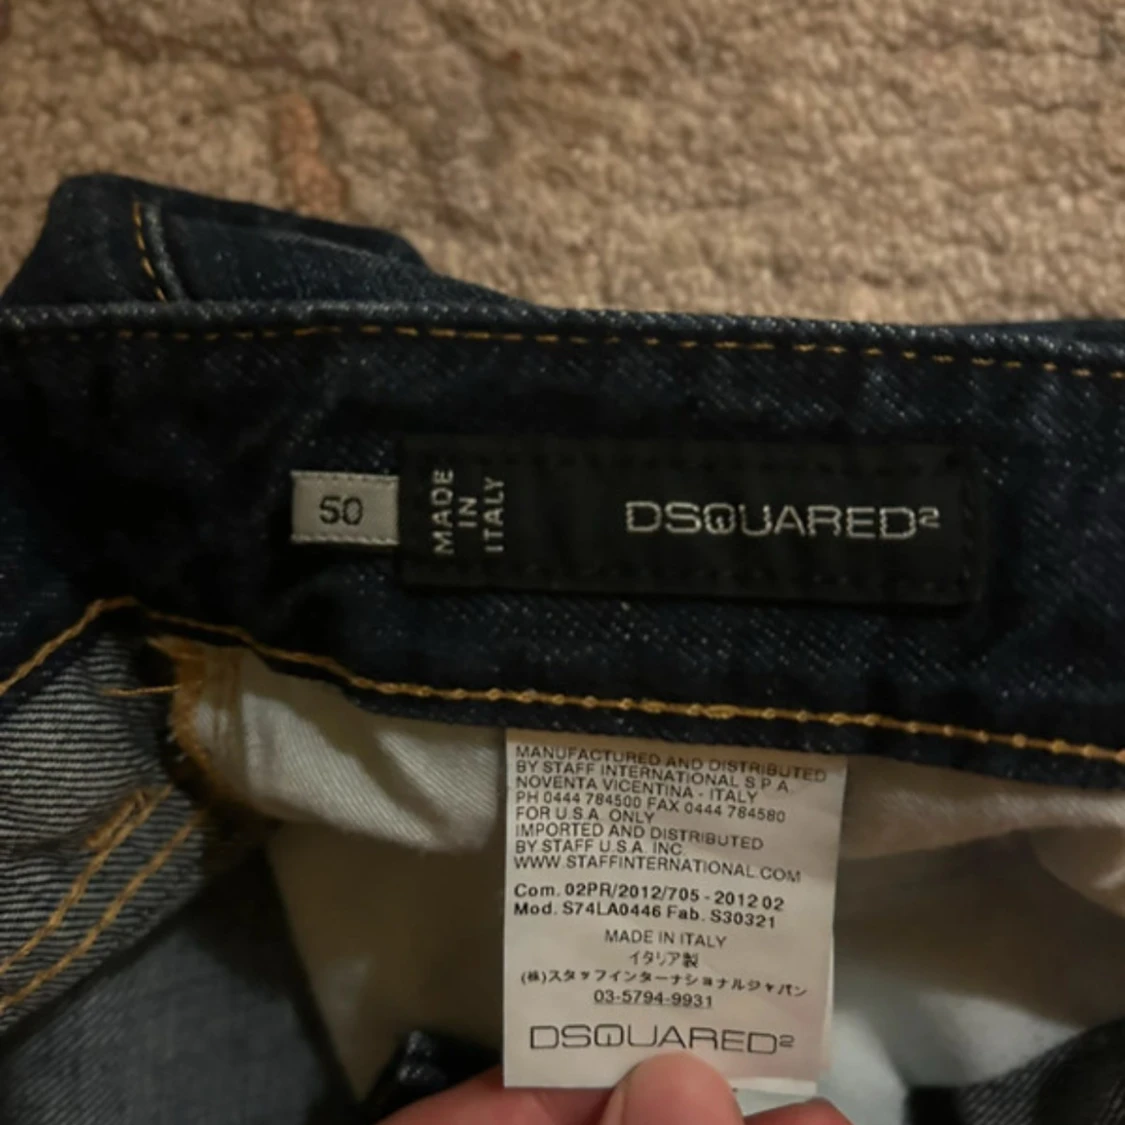 50
MADE
IN
ITALY
DSQUARED2
MANUFACTURED AND DISTRIBUTED
BY STAFF INTERNATIONAL S P A
NOVENTA VICENTINA - ITALY
PH 0444 784500 FAX 0444 784580
FOR U.S.A. ONLY
IMPORTED AND DISTRIBUTED
BY STAFF U.S.A. INC.
WWW.STAFFINTERNATIONAL.COM
Com. 02PR/2012/705 - 2012 02
Mod. S74LA0446 Fab. S30321
MADE IN ITALY
イタリア製
(株)スタッフインターナショナルジャパン
03-5794-9931
DSQUARED2